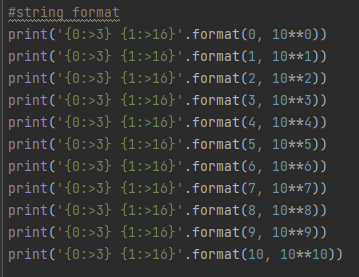 #string format
print('{0:>3} {1:>16}'.format(0, 10**0))
print('{0:>3} {1:>16}'.format(1, 10**1))
print('{0:>3} {1:>16}'.format(2, 10**2))
print('{0:>3} {1:>16}'.format(3, 10**3))
print('{0:>3} {1:>16}'.format(4, 10**4))
print('{0:>3} {1:>16}'.format(5, 10**5))
print('{0:>3} {1:>16}'.format(6, 10**6))
print('{0:>3} {1:>16}'.format(7, 10**7))
print('{0:>3} {1:>16}'.format(8, 10**8))
print('{0:>3} {1:>16}'.format(9, 10**9))
print('{0:>3} {1:>16}'.format(10, 10**10))